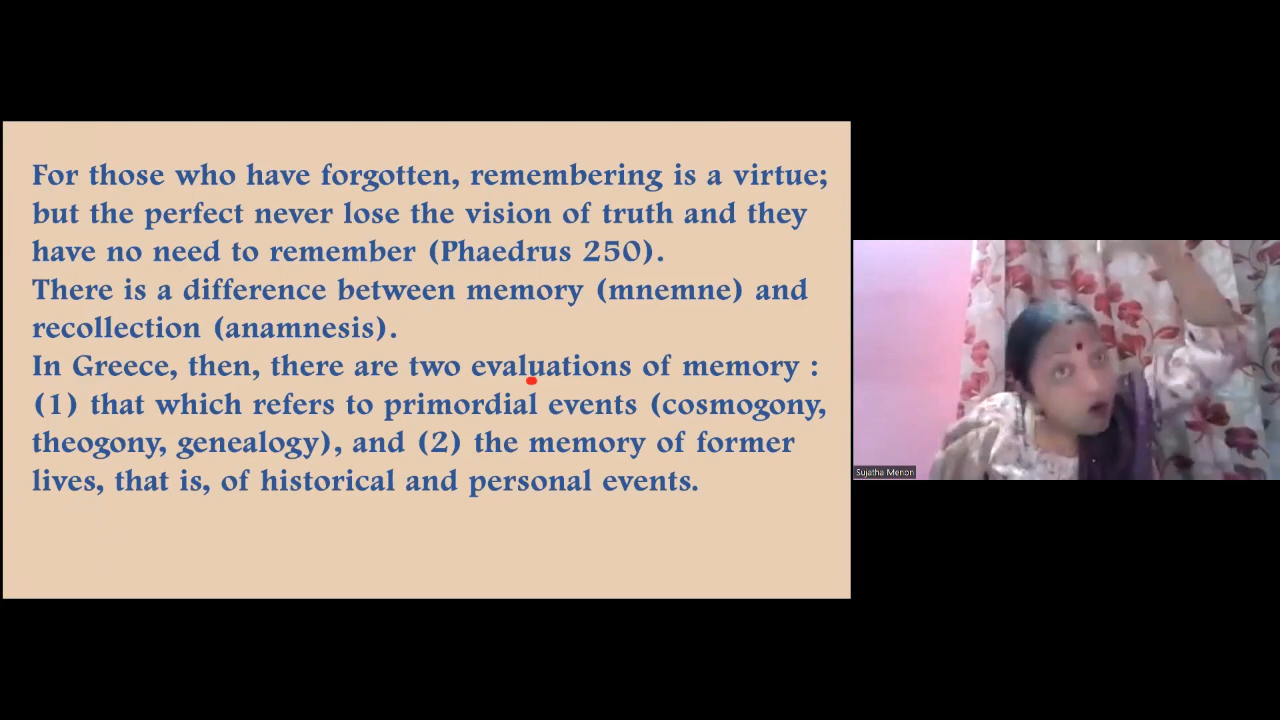 For those who have forgotten, remembering is a virtue;
but the perfect never lose the vision of truth and they
have no need to remember (Phaedrus 250).
There is a difference between memory (mnemne) and
recollection (anamnesis).
In Greece, then, there are two evaluations of memory :
(1) that which refers to primordial events (cosmogony,
theogony, genealogy), and (2) the memory of former
lives, that is, of historical and personal events.
Sujatha Menon